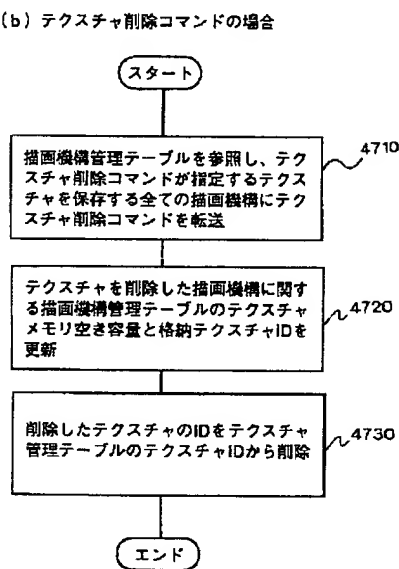 (b) テクスチャ削除コマンドの場合
スタート
4710
描画機構管理テーブルを参照し、テク
スチャ削除コマンドが指定するテクス
チャを保存する全ての描画機構にテク
スチャ削除コマンドを転送
テクスチャを削除した描画機構に関す
る描画機構管理テーブルのテクスチャ
メモリ空き容量と格納テクスチャIDを
更新
4720
削除したテクスチャのIDをテクスチャ
管理テーブルのテクスチャIDから削除
4730
エンド